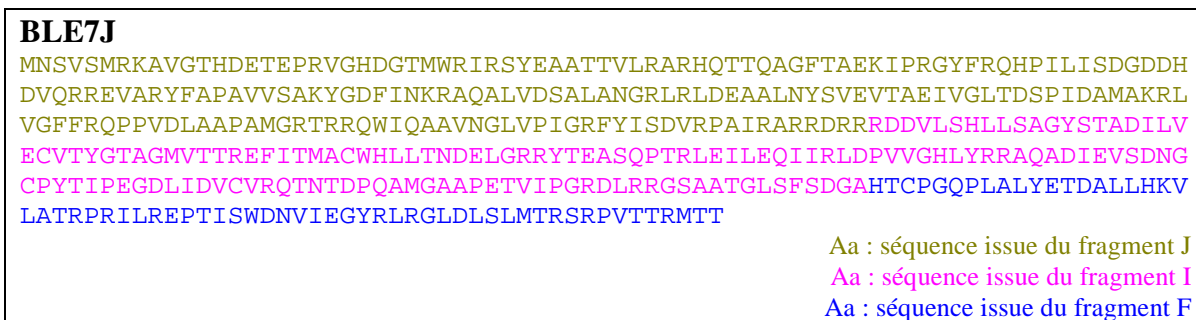 BLE7J
MNSVSMRKAVGTHDETEPRVGHDGTMWRIRSYEAATTVLRARHQTTQAGFTAEKIPRGYFRQHPILISDGDDH
DVQRREVARYFAPAVVSAKYGDFINKRAQALVDSALANGRLRLDEAALNYSVEVTAEIVGLTDSPIDAMAKRL
VGFFRQPPVDLAAPAMGRTRRQWIQAAVNGLVPIGRFYISDVRPAIRARRDRRRDDVLSHLLSAGYSTADILV
ECVTYGTAGMVTTREFITMACWHLLTNDELGRRYTEASQPTRLEILEQIIRLDPVVGHLYRRAQADIEVSDNG
CPYTIPEGDLIDVCVRQTNTDPQAMGAAPETVIPGRDLRRGSAATGLSFSDGAHTCPGQPLALYETDALLHKV
LATRPRILREPTISWDNVIEGYRLRGLDLSLMTRSRPVTTRMTT
Aa : séquence issue du fragment J
Aa : séquence issue du fragment I
Aa : séquence issue du fragment F